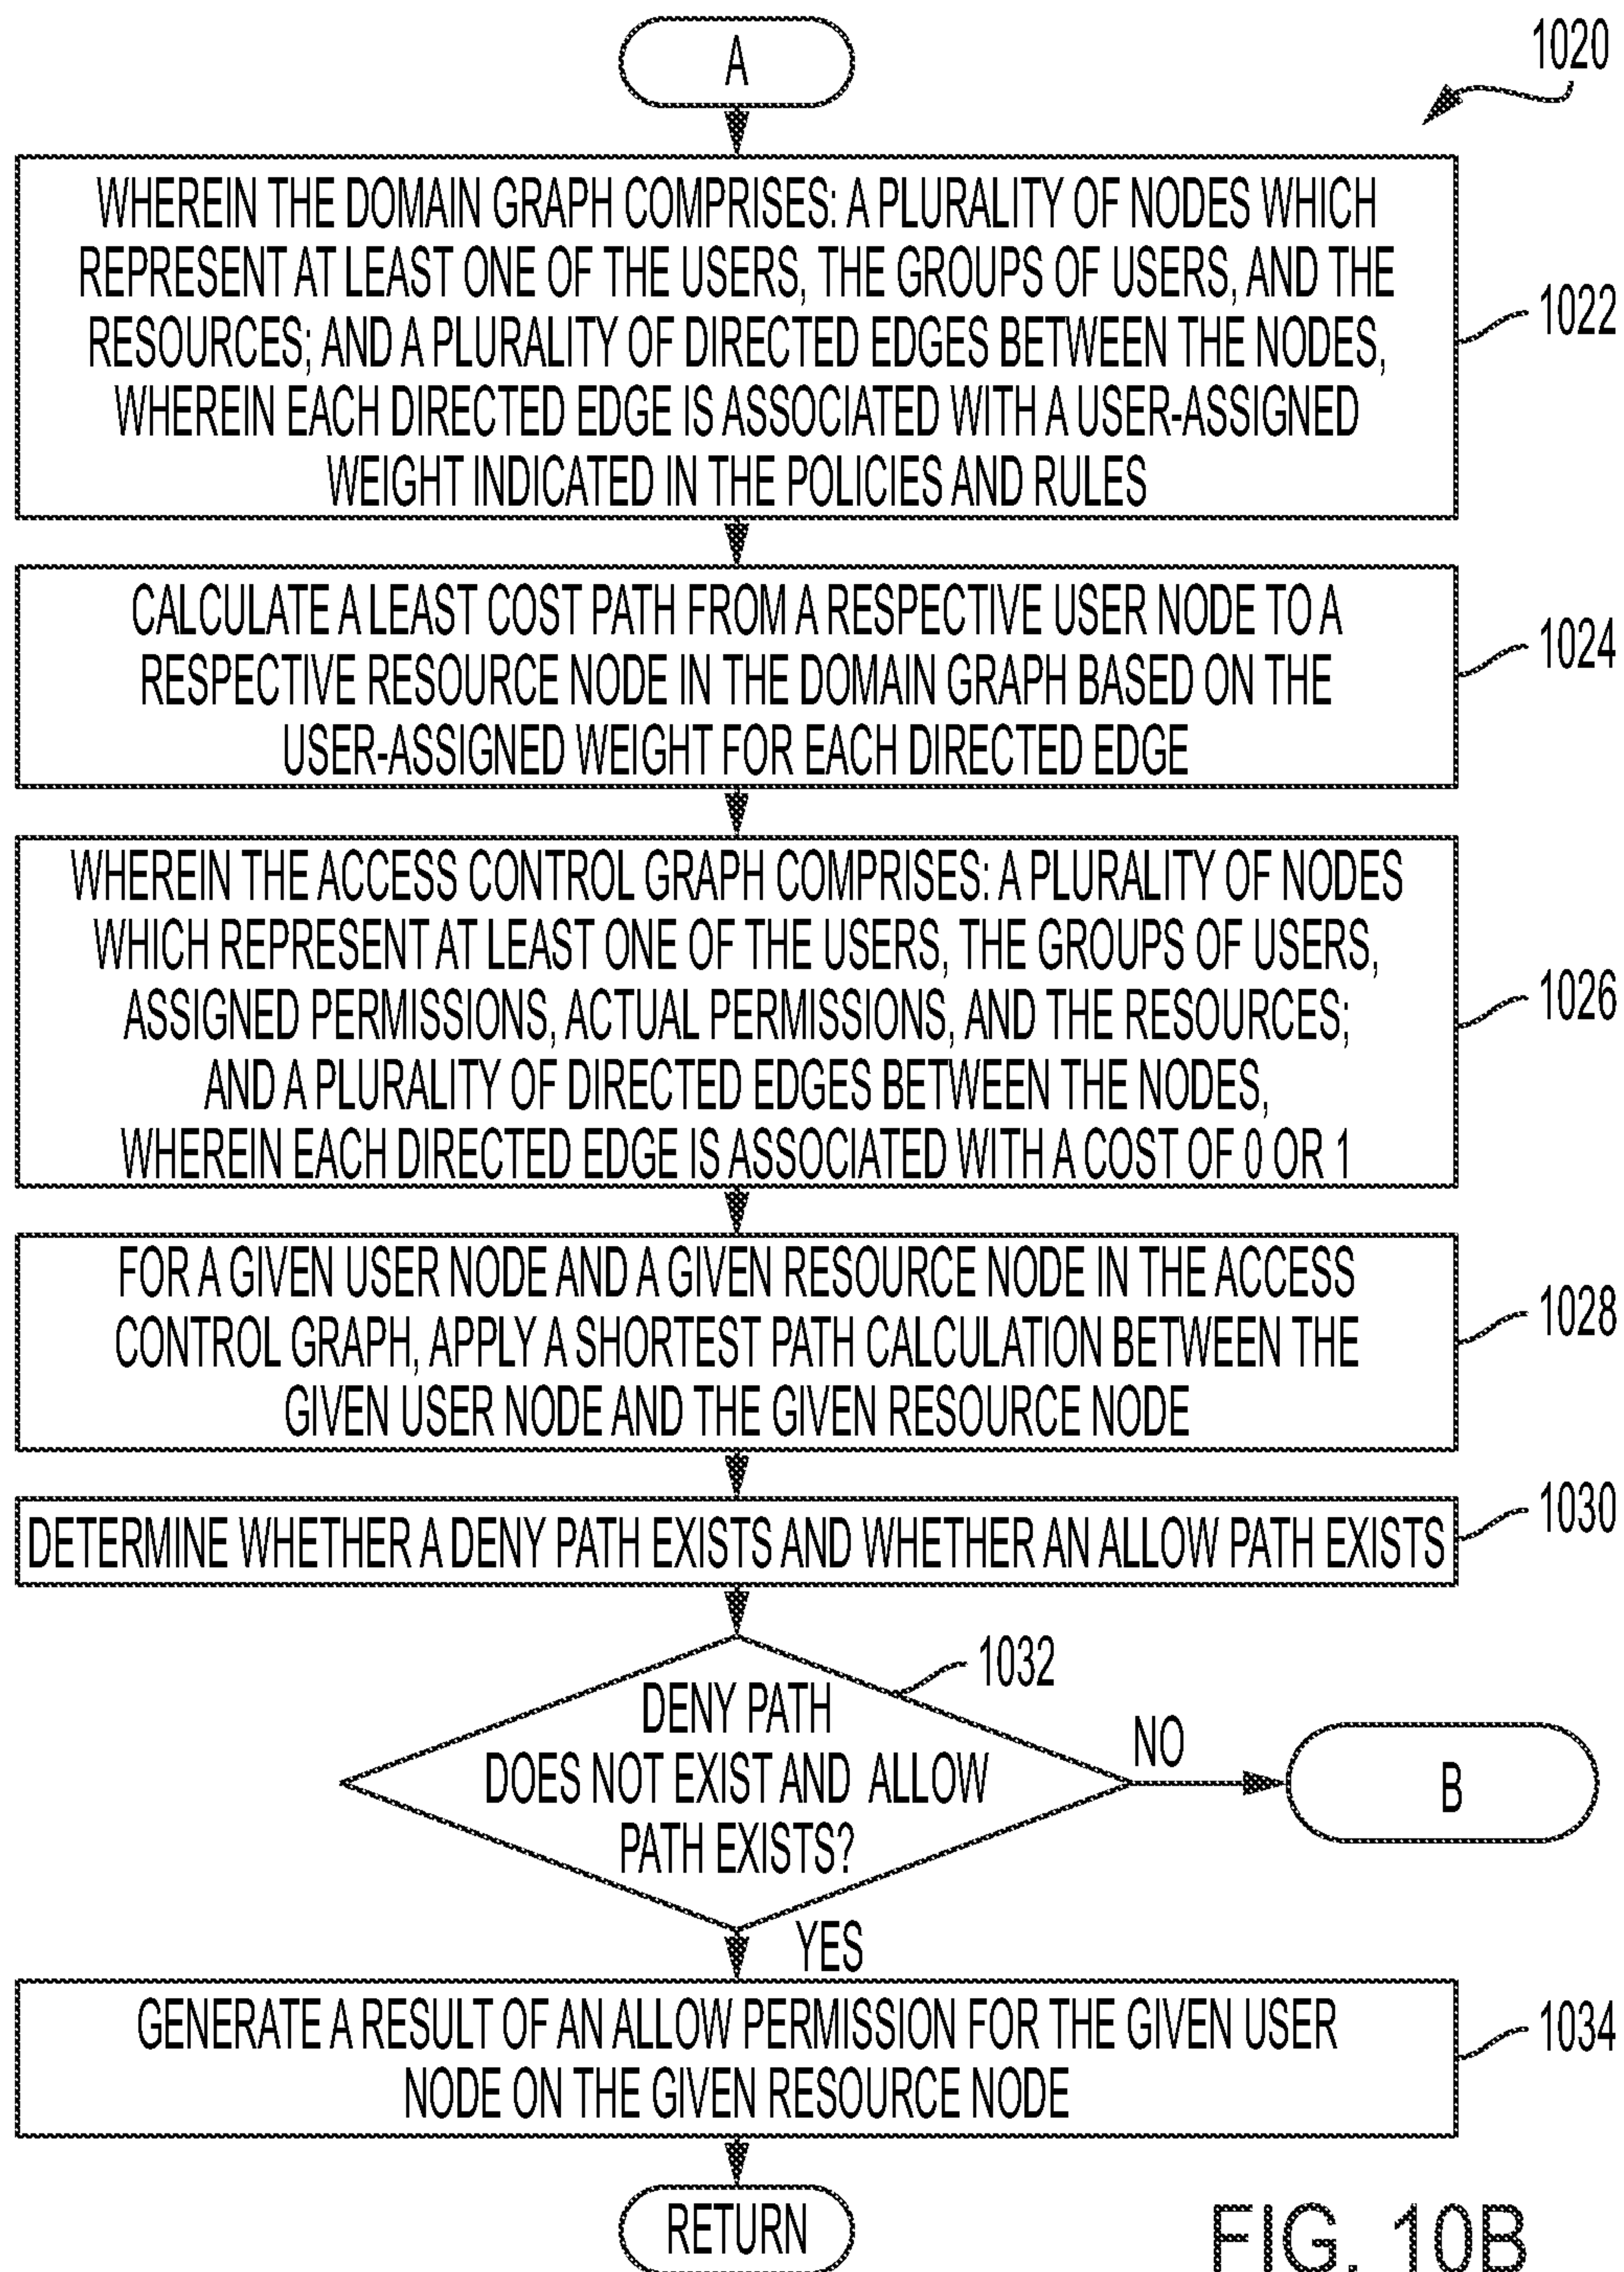 A
1020
WHEREIN THE DOMAIN GRAPH COMPRISES: A PLURALITY OF NODES WHICH
REPRESENT AT LEAST ONE OF THE USERS, THE GROUPS OF USERS, AND THE
RESOURCES; AND A PLURALITY OF DIRECTED EDGES BETWEEN THE NODES,
WHEREIN EACH DIRECTED EDGE IS ASSOCIATED WITH A USER-ASSIGNED
WEIGHT INDICATED IN THE POLICIES AND RULES
1022
CALCULATE A LEAST COST PATH FROM A RESPECTIVE USER NODE TO A
RESPECTIVE RESOURCE NODE IN THE DOMAIN GRAPH BASED ON THE
USER-ASSIGNED WEIGHT FOR EACH DIRECTED EDGE
1024
WHEREIN THE ACCESS CONTROL GRAPH COMPRISES: A PLURALITY OF NODES
WHICH REPRESENT AT LEAST ONE OF THE USERS, THE GROUPS OF USERS,
ASSIGNED PERMISSIONS, ACTUAL PERMISSIONS, AND THE RESOURCES;
AND A PLURALITY OF DIRECTED EDGES BETWEEN THE NODES,
WHEREIN EACH DIRECTED EDGE IS ASSOCIATED WITH A COST OF 0 OR 1
1026
FOR A GIVEN USER NODE AND A GIVEN RESOURCE NODE IN THE ACCESS
CONTROL GRAPH, APPLY A SHORTEST PATH CALCULATION BETWEEN THE
GIVEN USER NODE AND THE GIVEN RESOURCE NODE
1028
DETERMINE WHETHER A DENY PATH EXISTS AND WHETHER AN ALLOW PATH EXISTS
1030
1032
DENY PATH
DOES NOT EXIST AND ALLOW
PATH EXISTS?
NO
B
YES
GENERATE A RESULT OF AN ALLOW PERMISSION FOR THE GIVEN USER
NODE ON THE GIVEN RESOURCE NODE
1034
RETURN
FIG. 10B